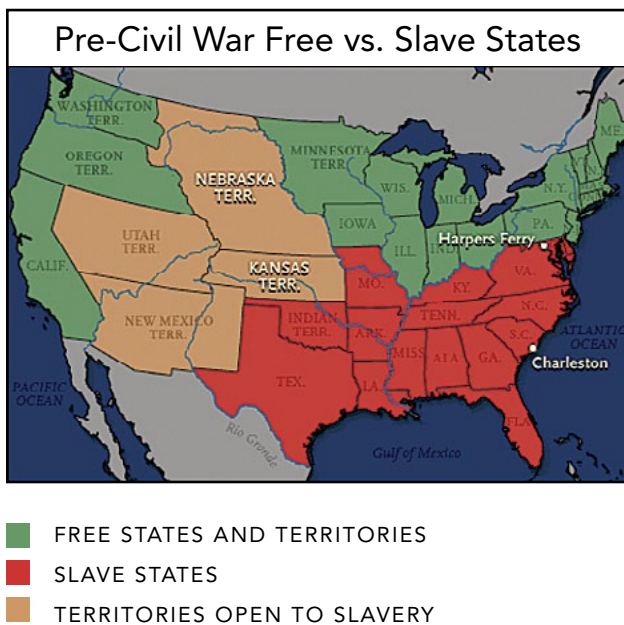 Pre-Civil War Free vs. Slave States
WASHINGTON
TERR.
OREGON
TERR.
CALIF.
NEBRASKA
TERR.
UTAH
TERR.
KANSAS
TERR.
NEW MEXICO
TERR.
MINNESOTA
TERR.
WIS.
MICH.
IOWA
ILL.
IND.
N.Y.
PA.
ME.
Harpers Ferry
MO.
KY.
VA.
N.C.
TENN.
S.C.
INDIAN
TERR.
ARK.
MISS.
ALA
GA.
TEX.
LA.
FLA.
Charleston
ATLANTIC
OCEAN
PACIFIC
OCEAN
Rio Grande
Gulf of Mexico
FREE STATES AND TERRITORIES
SLAVE STATES
TERRITORIES OPEN TO SLAVERY